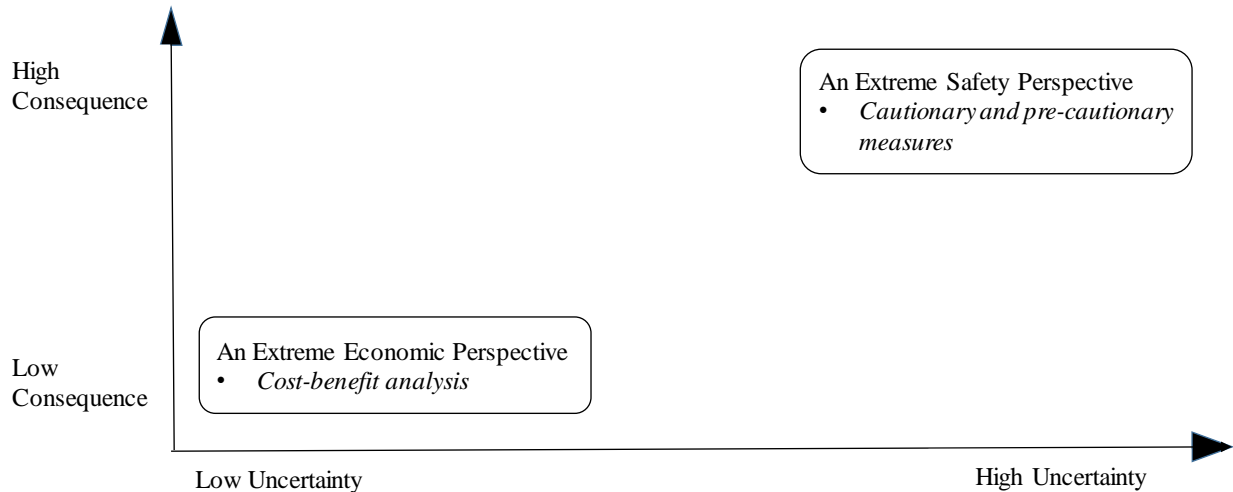 High
Consequence
An Extreme Safety Perspective
• Cautionary and pre-cautionary
measures
An Extreme Economic Perspective
• Cost-benefit analysis
Low
Consequence
Low Uncertainty
High Uncertainty